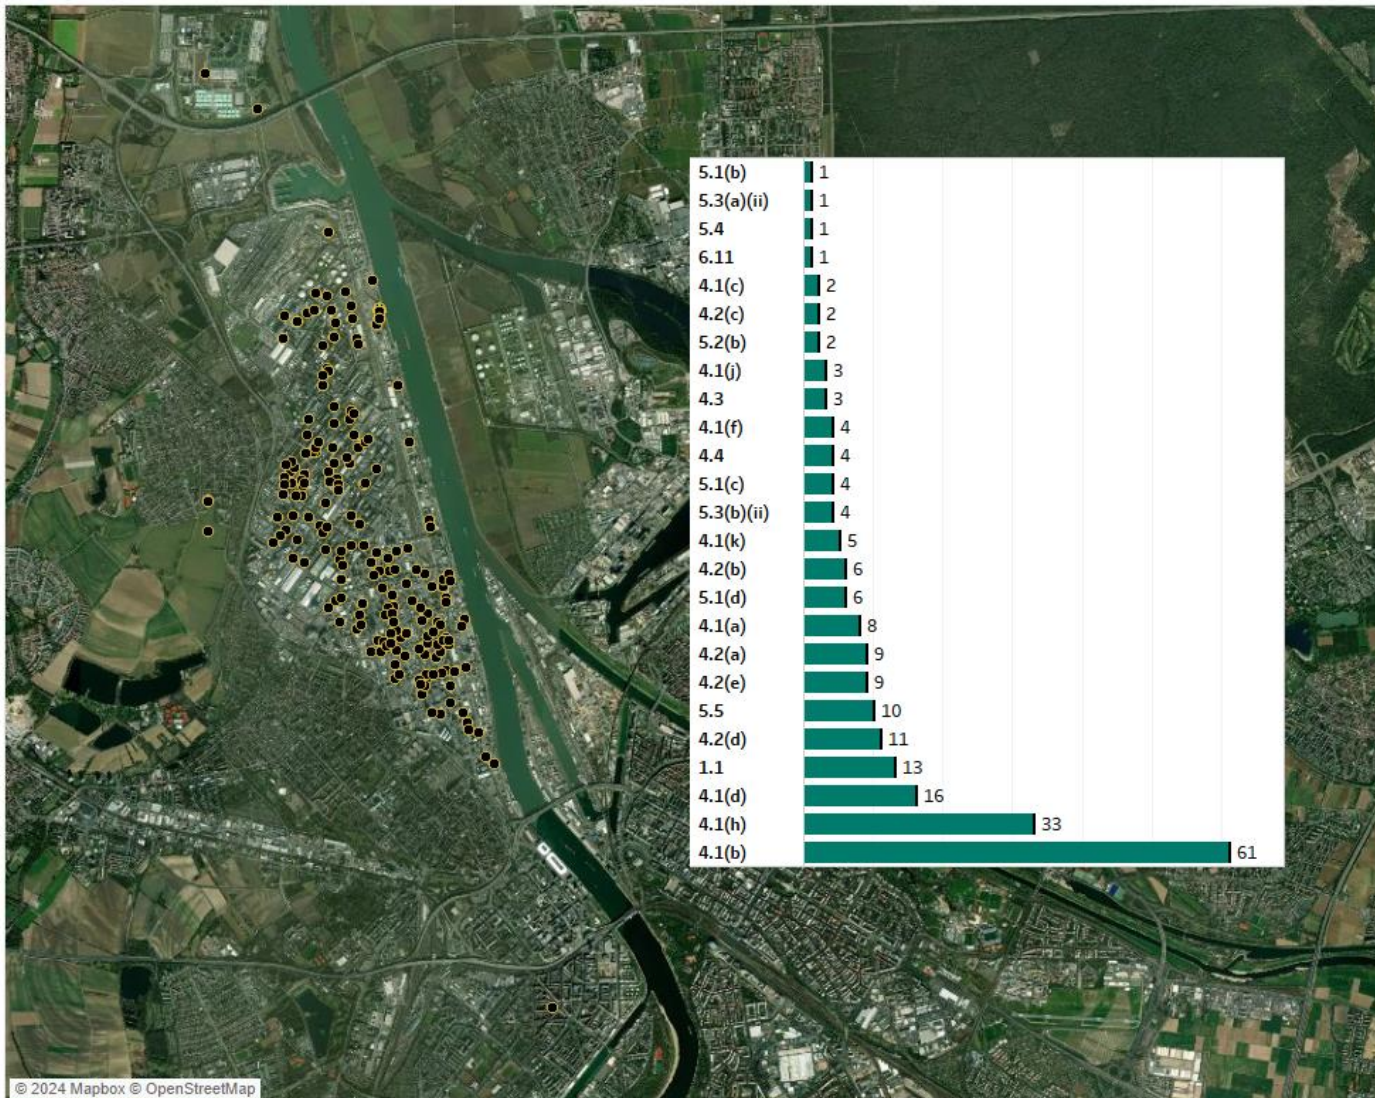 5.1(b) 1
5.3(a)(ii) 1
5.4 1
6.11 1
4.1(c) 2
4.2(c) 2
5.2(b) 2
4.1(j) 3
4.3 3
4.1(f) 4
4.4 4
5.1(c) 4
5.3(b)(ii) 4
4.1(k) 5
4.2(b) 6
5.1(d) 6
4.1(a) 8
4.2(a) 9
4.2(e) 9
5.5 10
4.2(d) 11
1.1 13
4.1(d) 16
4.1(h) 33
4.1(b) 61
© 2024 Mapbox © OpenStreetMap